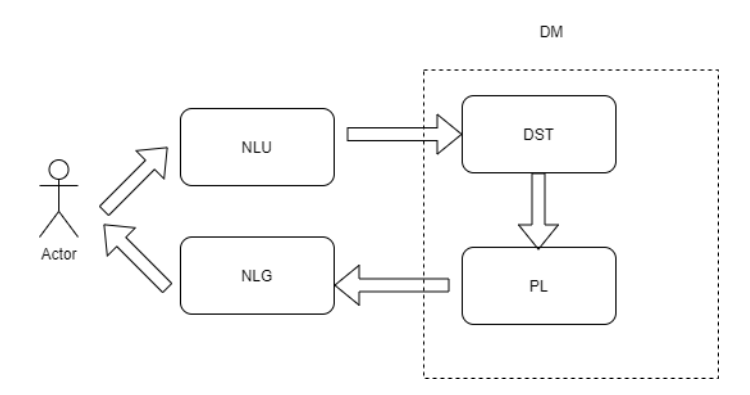 DM
NLU
DST
Actor
NLG
PL